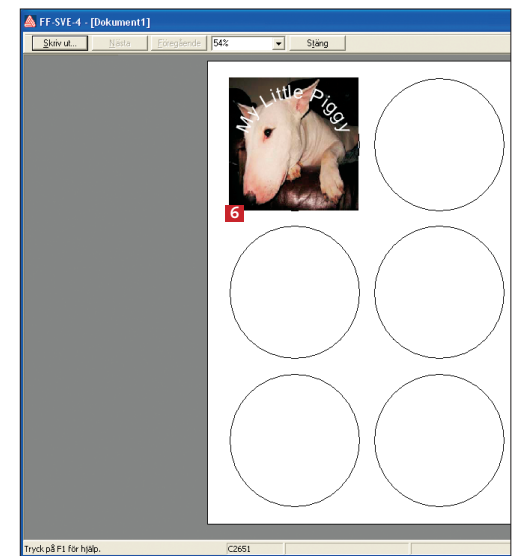 FF-SVE-4 - [Dokument1]
Skriv ut... Nästa Föregående 54% Stäng
My Little Piggy
6
Tryck på F1 för hjälp. C2651